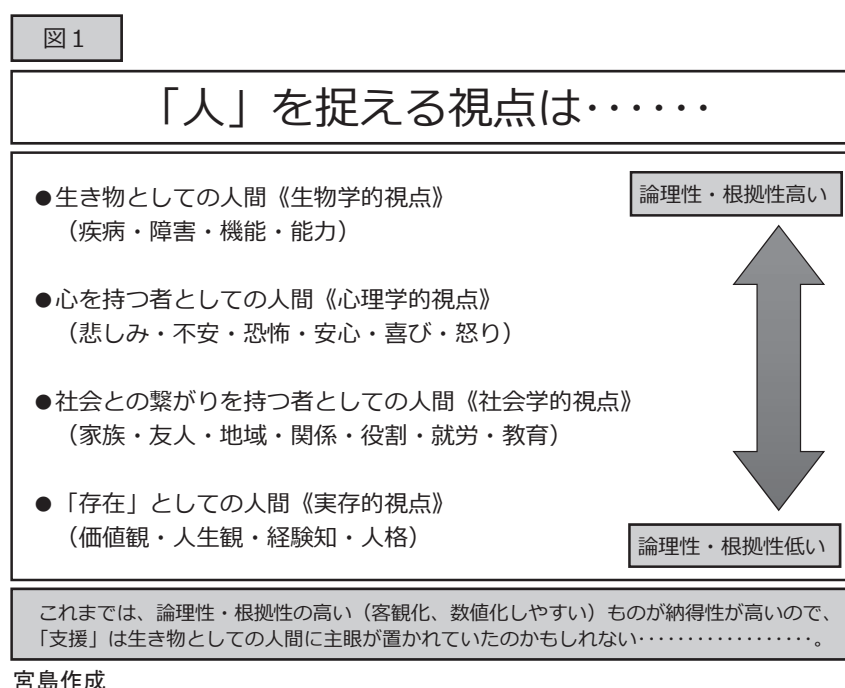 図1
「人」を捉える視点は・・・・・・
●生き物としての人間《生物学的視点》
（疾病・障害・機能・能力）
論理性・根拠性高い
●心を持つ者としての人間《心理学的視点》
（悲しみ・不安・恐怖・安心・喜び・怒り）
●社会との繋がりを持つ者としての人間《社会学的視点》
（家族・友人・地域・関係・役割・就労・教育）
●「存在」としての人間《実存的視点》
（価値観・人生観・経験知・人格）
論理性・根拠性低い
これまでは、論理性・根拠性の高い（客観化、数値化しやすい）ものが納得性が高いので、
「支援」は生き物としての人間に主眼が置かれていたのかもしれない・・・・・・・・・・・・・・・・・・。
宮島作成